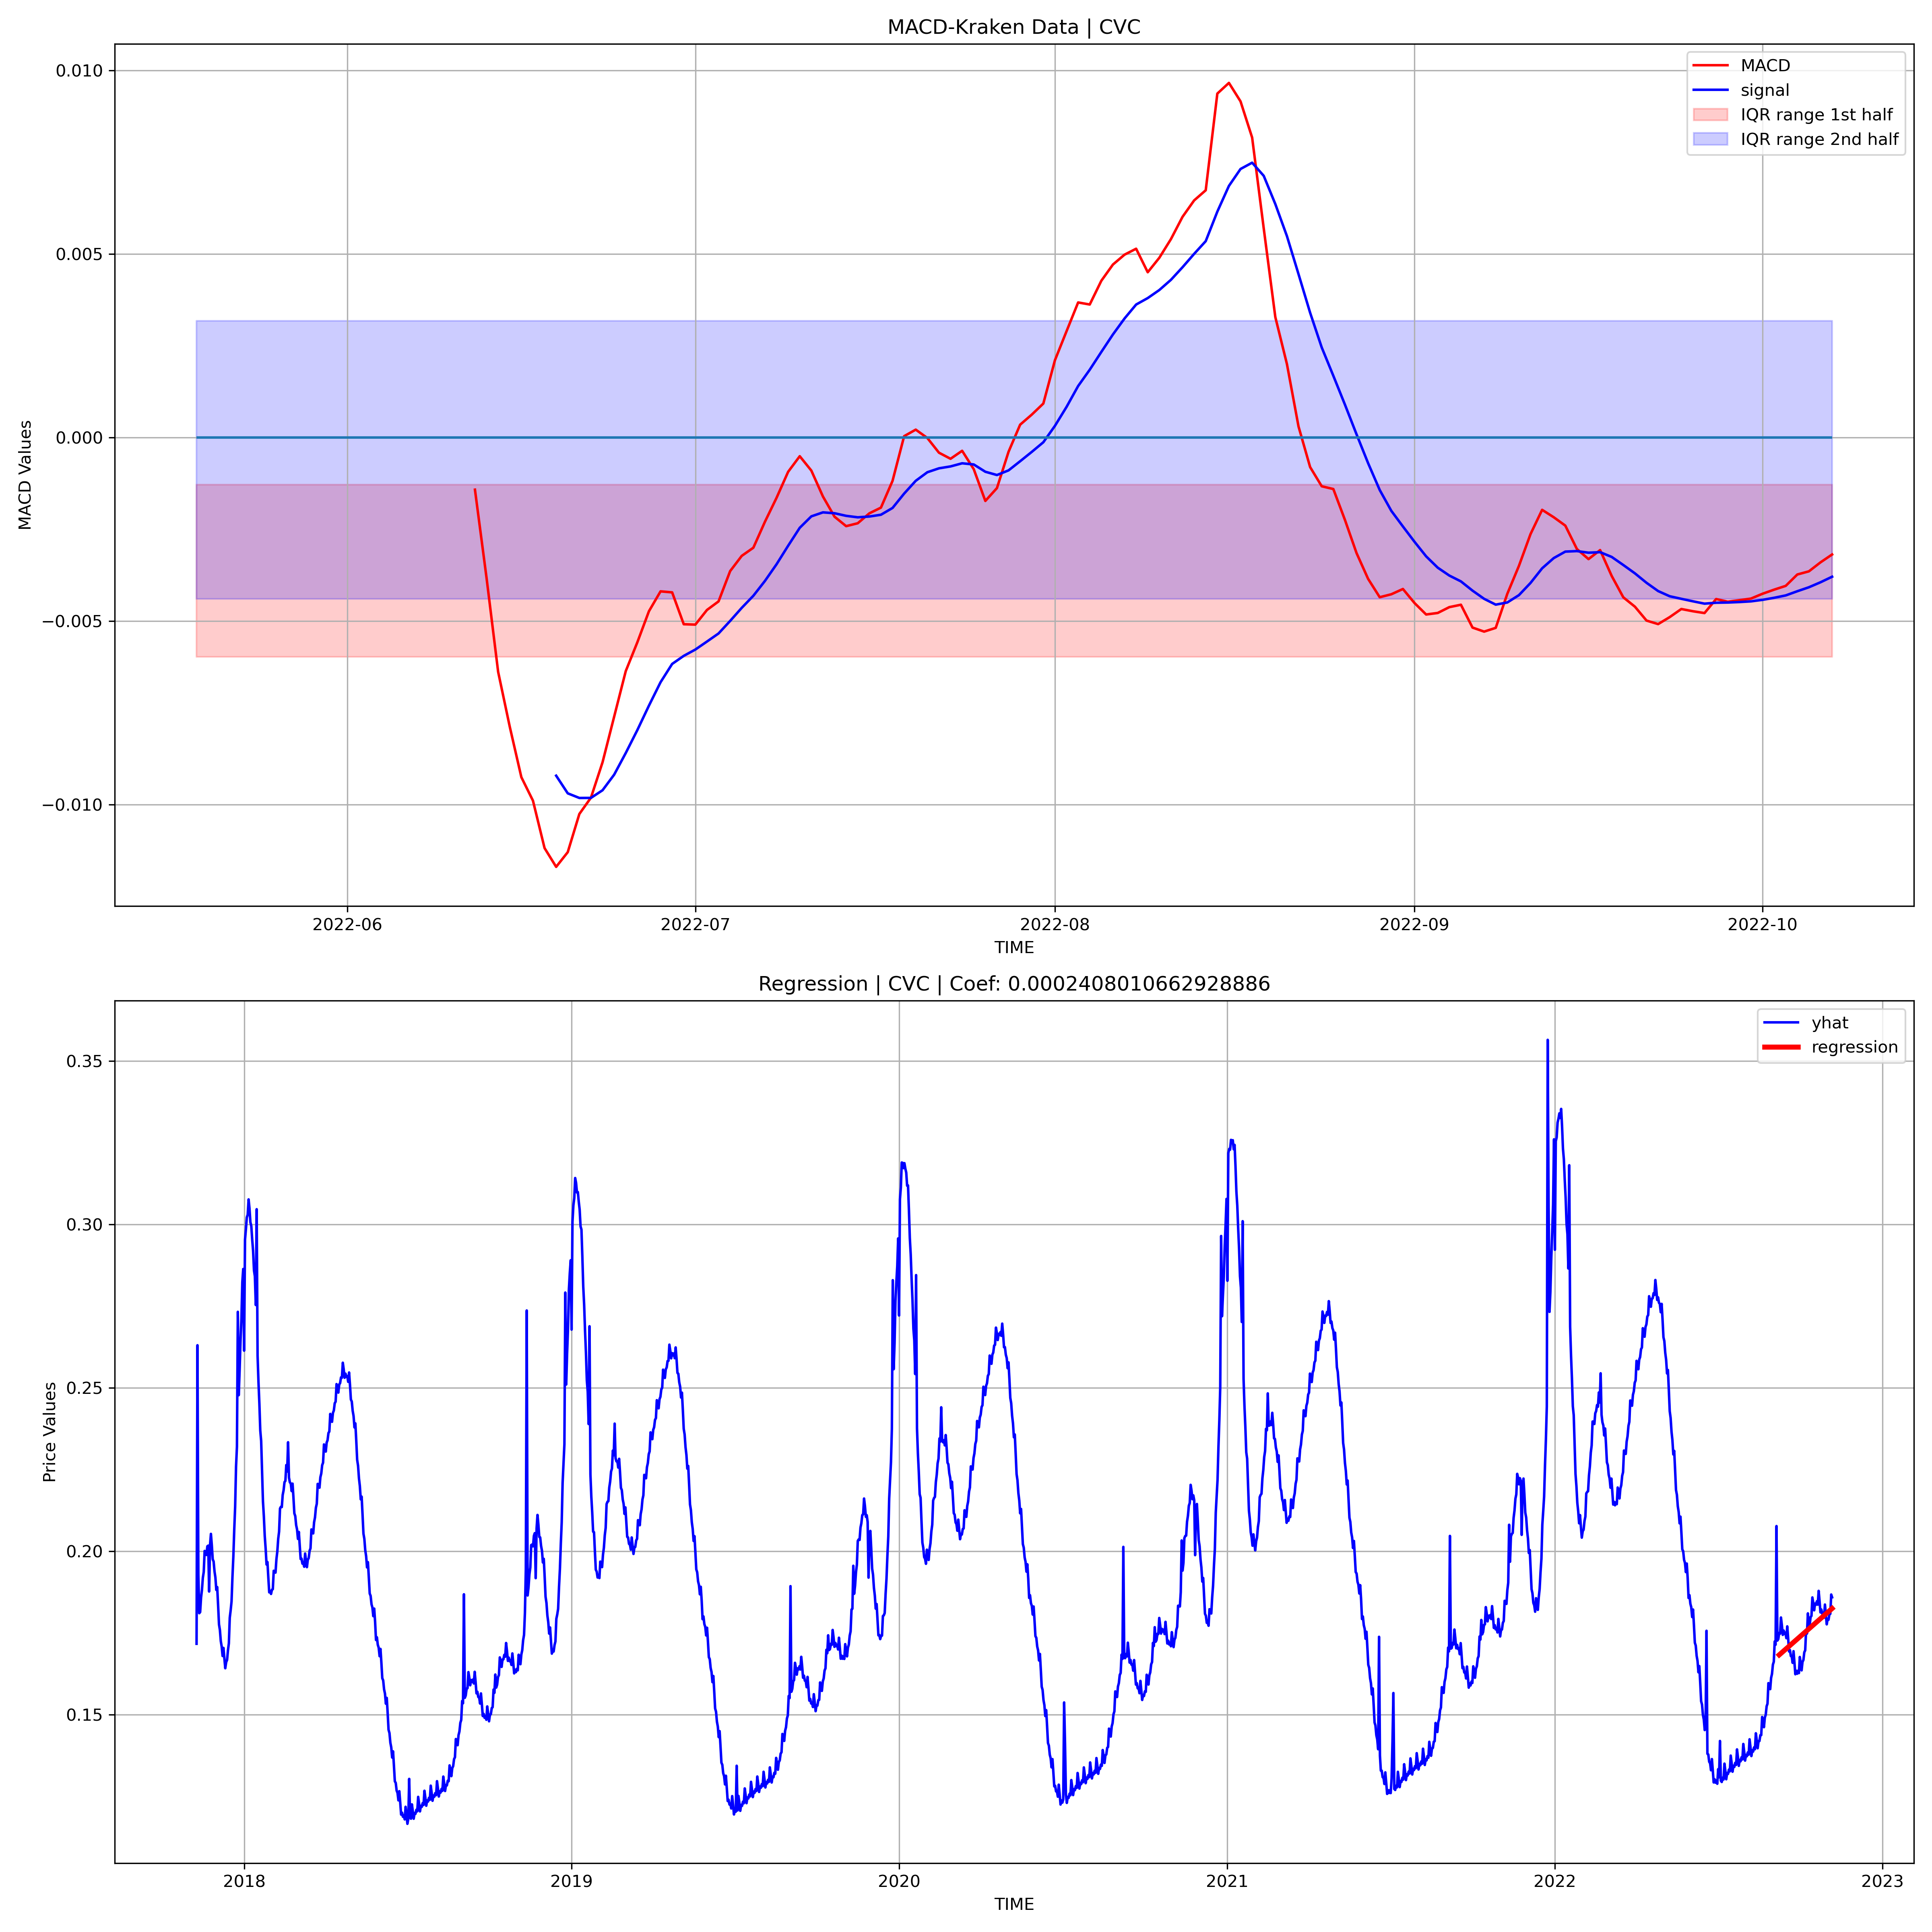 MACD-Kraken Data | CVC
MACD
signal
IQR range 1st half
IQR range 2nd half
0.010
0.005
0.000
−0.005
−0.010
MACD Values
2022-06
2022-07
2022-08
2022-09
2022-10
TIME
Regression | CVC | Coef: 0.0002408010662928886
yhat
regression
0.35
0.30
0.25
0.20
0.15
Price Values
2018
2019
2020
2021
2022
2023
TIME